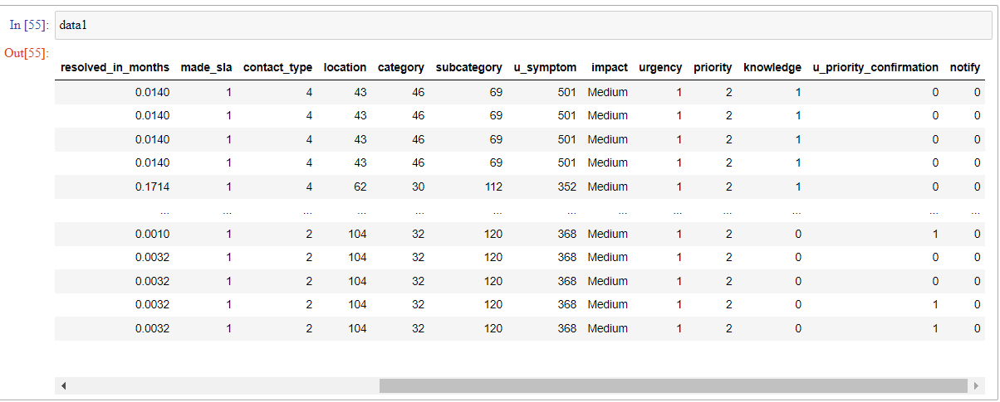 In [55]: data1
Out[55]:
resolved_in_months made_sla contact_type location category subcategory u_symptom impact urgency priority knowledge u_priority_confirmation notify
0.0140 1 4 43 46 69 501 Medium 1 2 1 0 0
0.0140 1 4 43 46 69 501 Medium 1 2 1 0 0
0.0140 1 4 43 46 69 501 Medium 1 2 1 0 0
0.0140 1 4 43 46 69 501 Medium 1 2 1 0 0
0.1714 1 4 62 30 112 352 Medium 1 2 1 0 0
... ... ... ... ... ... ... ... ... ... ... ... ...
0.0010 1 2 104 32 120 368 Medium 1 2 0 1 0
0.0032 1 2 104 32 120 368 Medium 1 2 0 0 0
0.0032 1 2 104 32 120 368 Medium 1 2 0 0 0
0.0032 1 2 104 32 120 368 Medium 1 2 0 1 0
0.0032 1 2 104 32 120 368 Medium 1 2 0 1 0